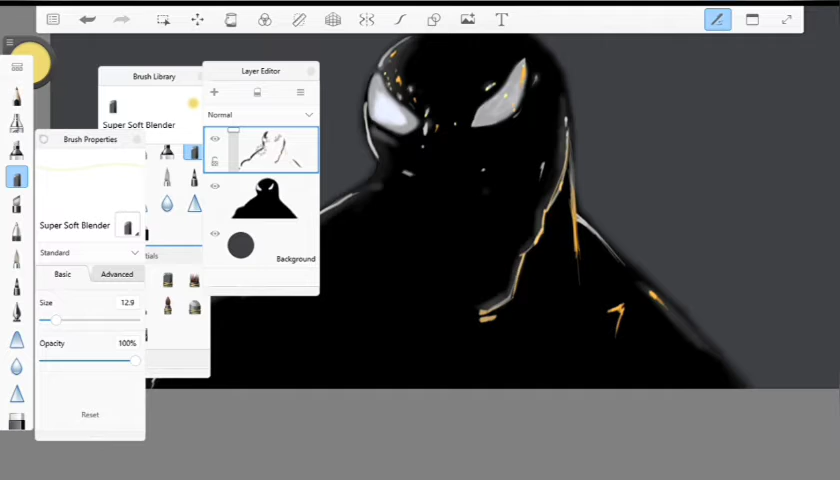 T
Brush Library
Super Soft Blender
Layer Editor
Normal
Background
Brush Properties
Super Soft Blender
Standard
Basic
Advanced
Size
12.9
Opacity
100%
Reset
tials